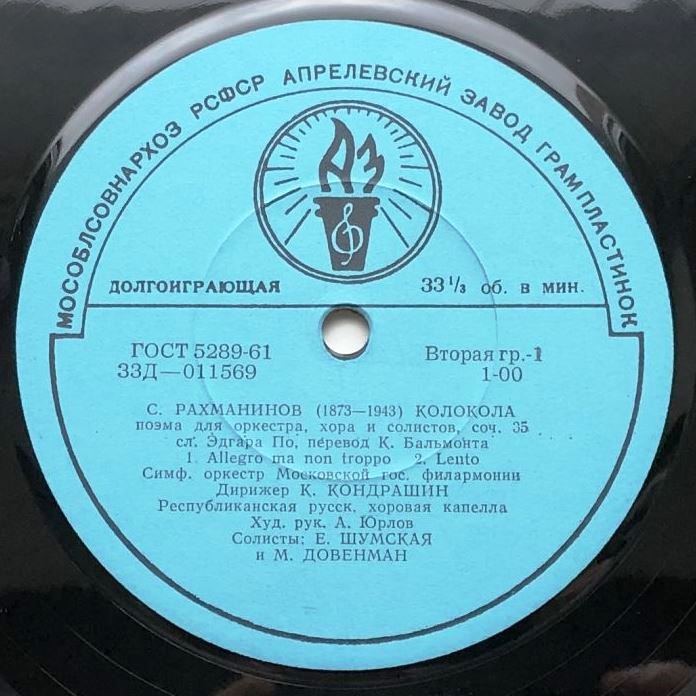 МОСОБЛСОВНАРХОЗ РСФСР АПРЕЛЕВСКИЙ ЗАВОД ГРАМПЛАСТИНОК
АЗ
ДОЛГОИГРАЮЩАЯ 33 1/3 об. в мин.
ГОСТ 5289-61 Вторая гр.-1
33Д—011569 1-00
С. РАХМАНИНОВ (1873—1943) КОЛОКОЛА
поэма для оркестра, хора и солистов, соч. 35
сл. Эдгара По, перевод К. Бальмонта
1. Allegro ma non troppo 2. Lento
Симф. оркестр Московской гос. филармонии
Дирижер К. КОНДРАШИН
Республиканская русск. хоровая капелла
Худ. рук. А. Юрлов
Солисты: Е. ШУМСКАЯ
и М. ДОВЕНМАН